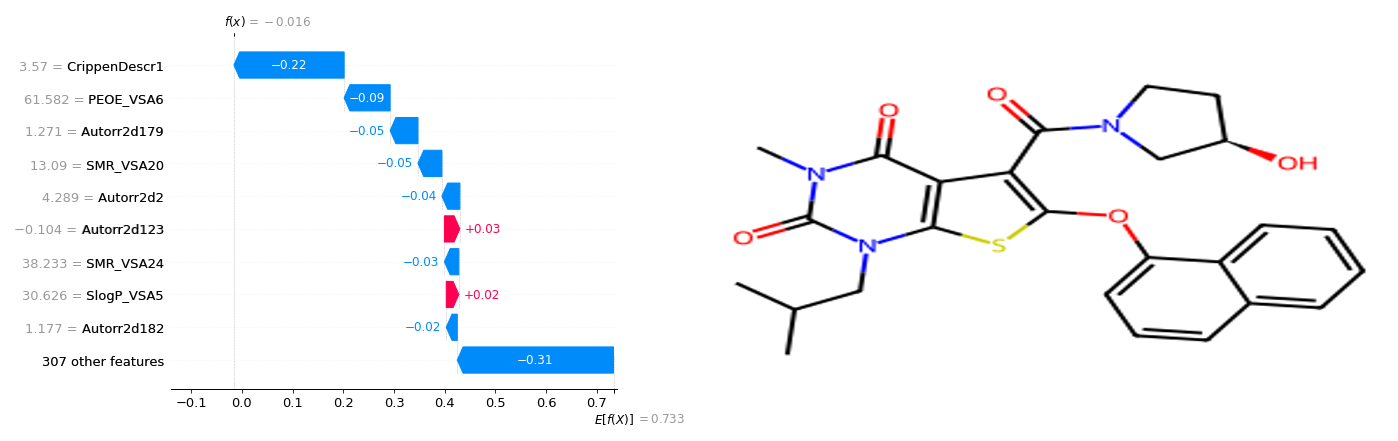 f(x) = −0.016
3.57 = CrippenDescr1
−0.22
61.582 = PEOE_VSA6
−0.09
1.271 = Autorr2d179
−0.05
13.09 = SMR_VSA20
−0.05
4.289 = Autorr2d2
−0.04
−0.104 = Autorr2d123
+0.03
38.233 = SMR_VSA24
−0.03
30.626 = SlogP_VSA5
+0.02
1.177 = Autorr2d182
−0.02
307 other features
−0.31
−0.1 0.0 0.1 0.2 0.3 0.4 0.5 0.6 0.7
E[f(X)] = 0.733
O
O
N
N
OH
O
O
N
S